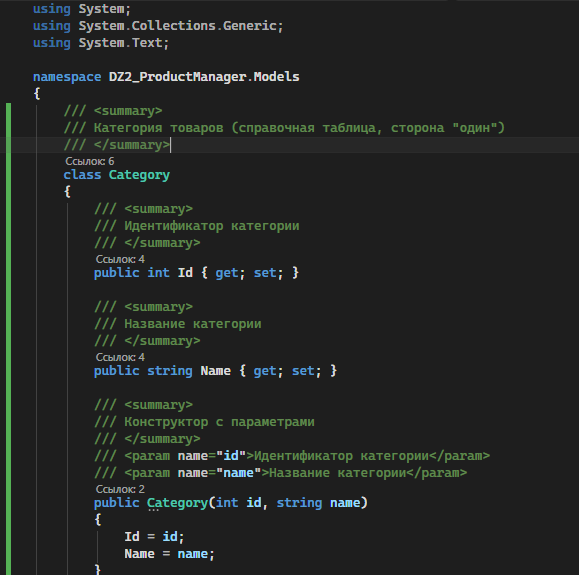 using System;
using System.Collections.Generic;
using System.Text;
namespace DZ2_ProductManager.Models
{
/// <summary>
/// Категория товаров (справочная таблица, сторона "один")
/// </summary>
Ссылок: 6
class Category
{
/// <summary>
/// Идентификатор категории
/// </summary>
Ссылок: 4
public int Id { get; set; }
/// <summary>
/// Название категории
/// </summary>
Ссылок: 4
public string Name { get; set; }
/// <summary>
/// Конструктор с параметрами
/// </summary>
/// <param name="id">Идентификатор категории</param>
/// <param name="name">Название категории</param>
Ссылок: 2
public Category(int id, string name)
{
Id = id;
Name = name;
}